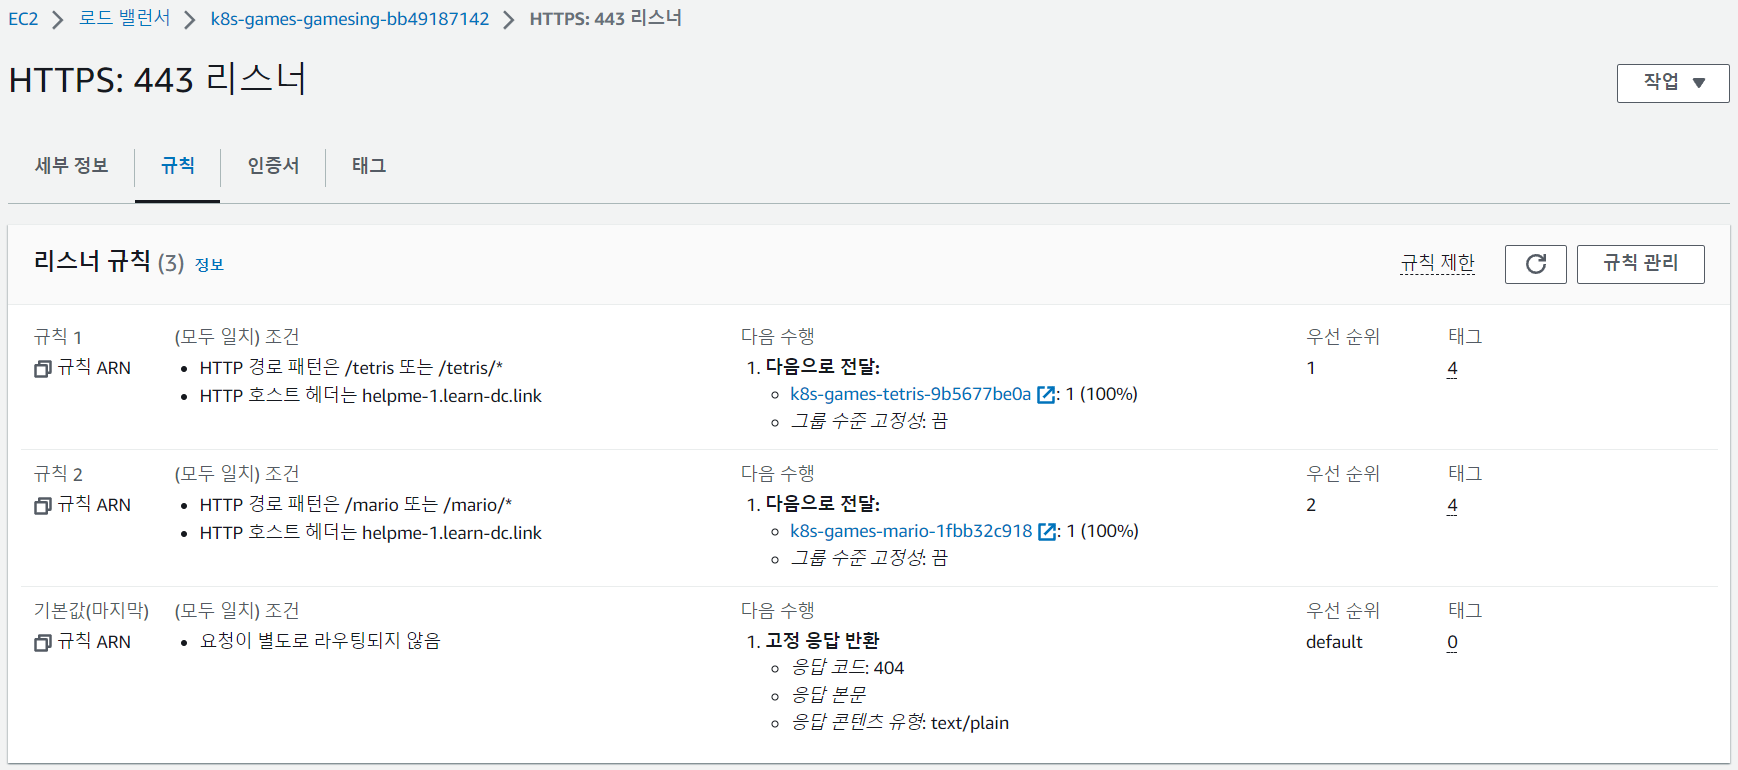 EC2 > 로드 밸런서 > k8s-games-gamesing-bb49187142 > HTTPS: 443 리스너
HTTPS: 443 리스너
작업 ▼
세부 정보 규칙 인증서 태그
리스너 규칙 (3) 정보
규칙 제한 규칙 관리
규칙 1 (모두 일치) 조건 다음 수행 우선 순위 태그
규칙 ARN • HTTP 경로 패턴은 /tetris 또는 /tetris/* 1. 다음으로 전달: 1 4
• HTTP 호스트 헤더는 helpme-1.learn-dc.link ◦ k8s-games-tetris-9b5677be0a : 1 (100%)
◦ 그룹 수준 고정성: 끔
규칙 2 (모두 일치) 조건 다음 수행 우선 순위 태그
규칙 ARN • HTTP 경로 패턴은 /mario 또는 /mario/* 1. 다음으로 전달: 2 4
• HTTP 호스트 헤더는 helpme-1.learn-dc.link ◦ k8s-games-mario-1fbb32c918 : 1 (100%)
◦ 그룹 수준 고정성: 끔
기본값(마지막) (모두 일치) 조건 다음 수행 우선 순위 태그
규칙 ARN • 요청이 별도로 라우팅되지 않음 1. 고정 응답 반환 default 0
◦ 응답 코드: 404
◦ 응답 본문
◦ 응답 콘텐츠 유형: text/plain